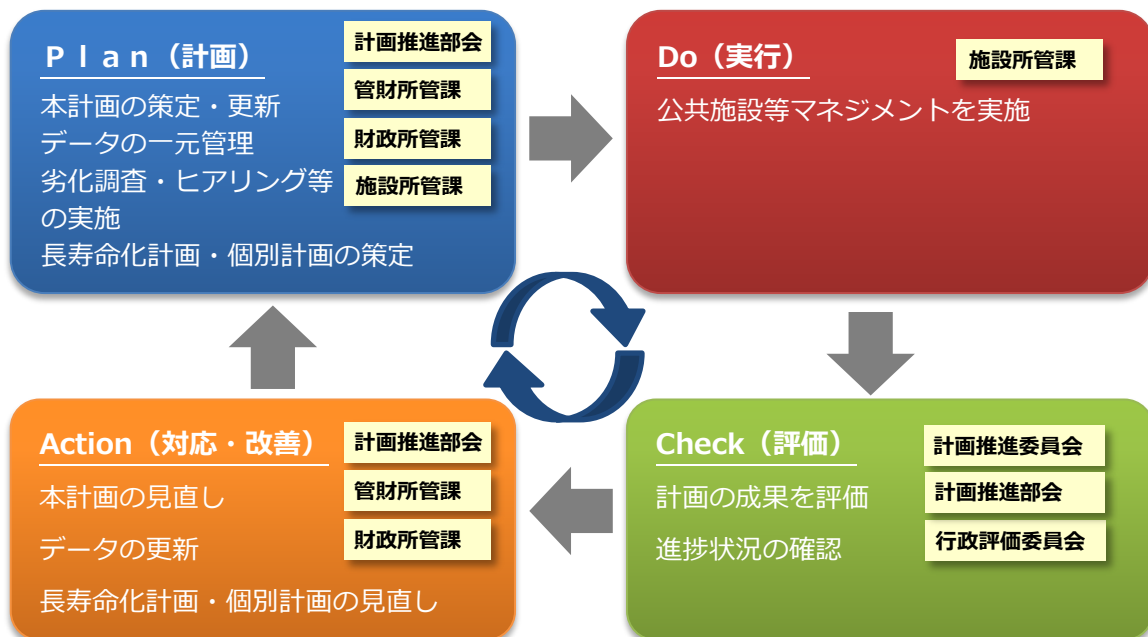 Ｐｌａｎ（計画）
計画推進部会
管財所管課
財政所管課
施設所管課
本計画の策定・更新
データの一元管理
劣化調査・ヒアリング等
の実施
長寿命化計画・個別計画の策定
Do（実行）
施設所管課
公共施設等マネジメントを実施
Action（対応・改善）
計画推進部会
管財所管課
財政所管課
本計画の見直し
データの更新
長寿命化計画・個別計画の見直し
Check（評価）
計画推進委員会
計画推進部会
行政評価委員会
計画の成果を評価
進捗状況の確認